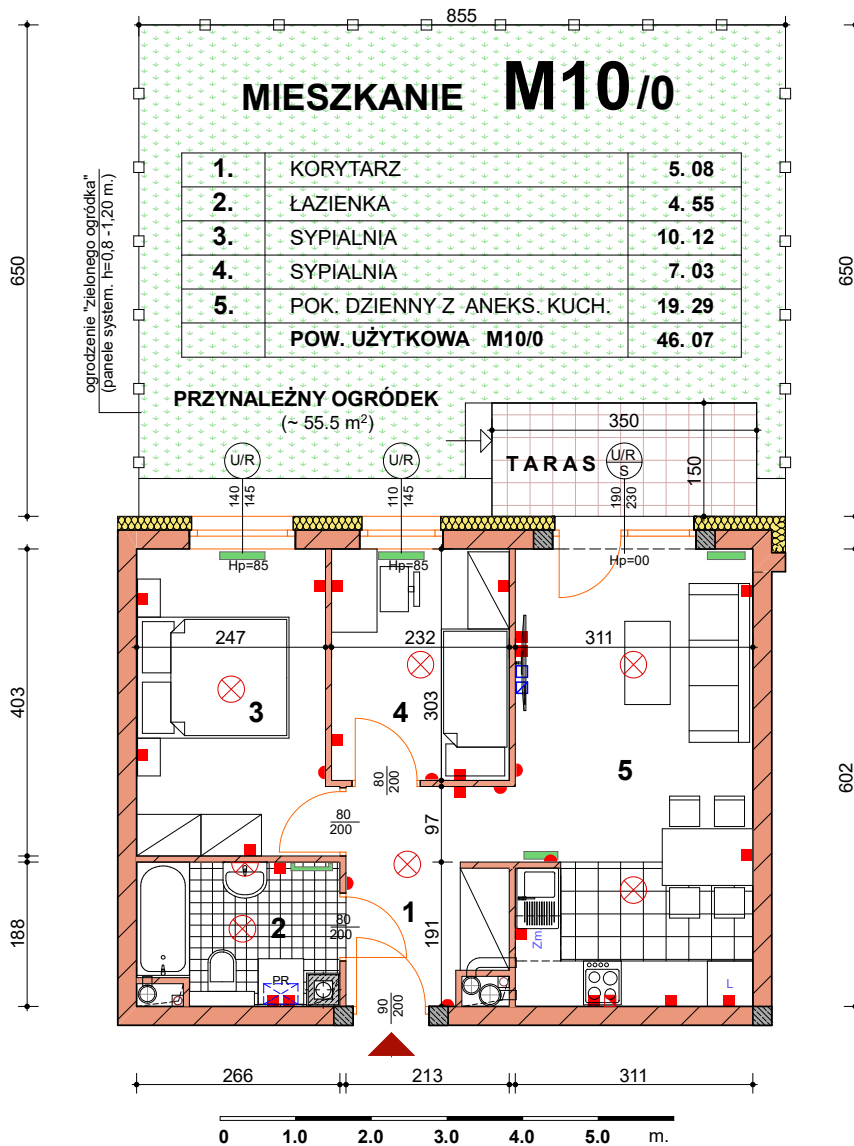 855
MIESZKANIE M10/0
1. KORYTARZ 5. 08
2. ŁAZIENKA 4. 55
3. SYPIALNIA 10. 12
4. SYPIALNIA 7. 03
5. POK. DZIENNY Z ANEKS. KUCH. 19. 29
POW. UŻYTKOWA M10/0 46. 07
650
650
ogrodzenie "zielonego ogródka"
(panele system. h=0,8 -1,20 m.)
PRZYNALEŻNY OGRÓDEK
(~ 55.5 m²)
350
TARAS
150
U/R
U/R
U/R
S
140
145
110
145
190
230
Hp=85
Hp=85
Hp=00
247
232
311
403
303
602
3
4
5
80
200
80
200
97
80
200
2
1
191
188
Zm
PR
L
90
200
266
213
311
0 1.0 2.0 3.0 4.0 5.0 m.